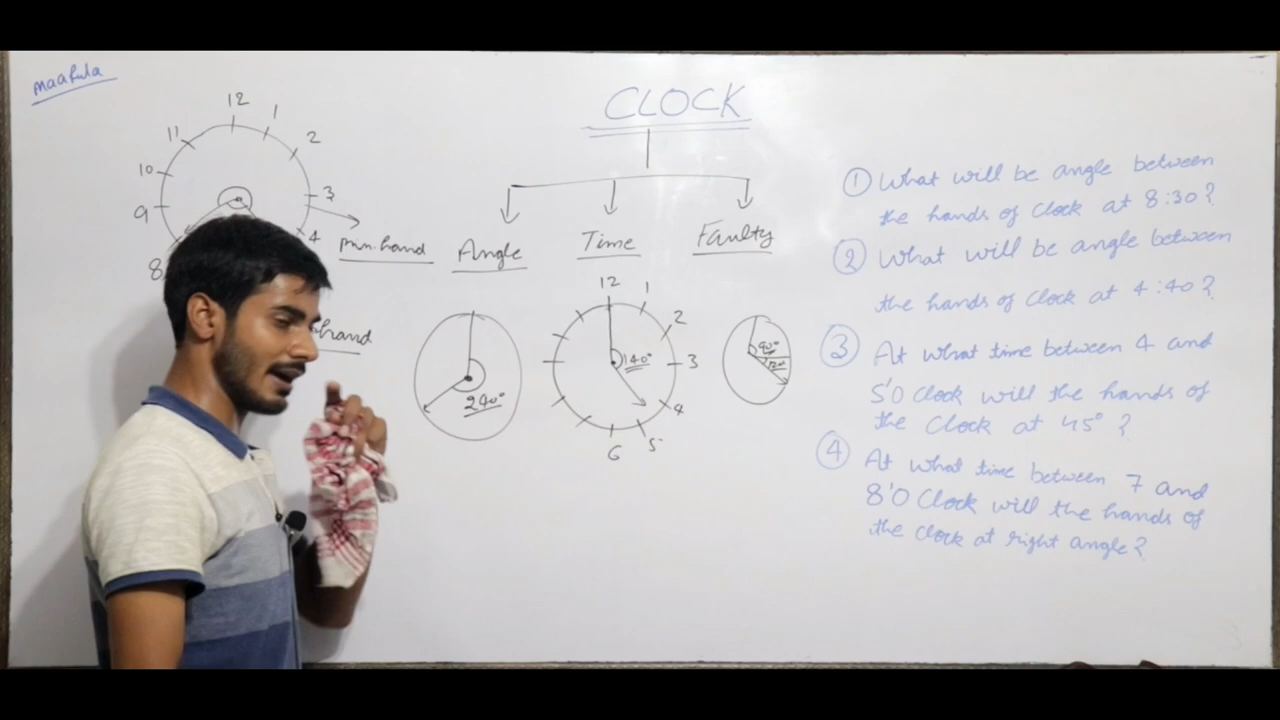 Maarula
CLOCK
12
1
2
3
4
8
9
10
11
min. hand
hand
Angle
Time
Faulty
240°
12
1
2
3
4
5
6
140°
90°
① What will be angle between
the hands of Clock at 8:30?
② What will be angle between
the hands of Clock at 4:40?
③ At what time between 4 and
5'O Clock will the hands of
the Clock at 45° ?
④ At what time between 7 and
8'O Clock will the hands of
the clock at right angle?